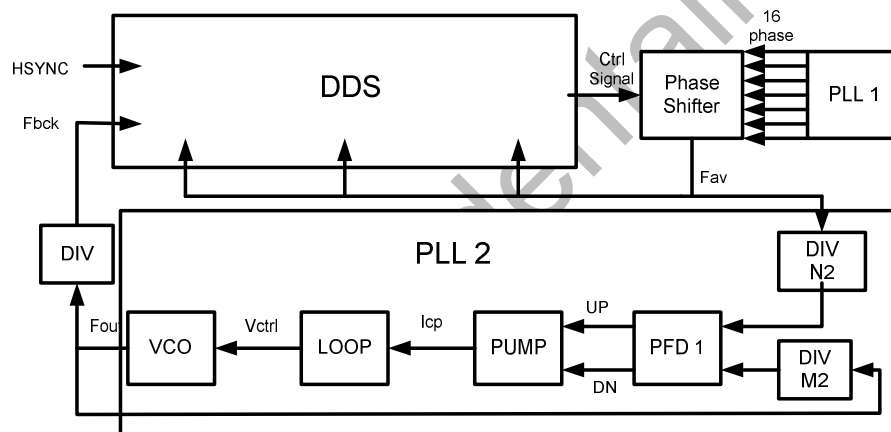 16
phase
HSYNC
DDS
Ctrl
Signal
Phase
Shifter
PLL 1
Fbck
Fav
DIV
PLL 2
DIV
N2
Fout
VCO
Vctrl
LOOP
Icp
PUMP
UP
DN
PFD 1
DIV
M2